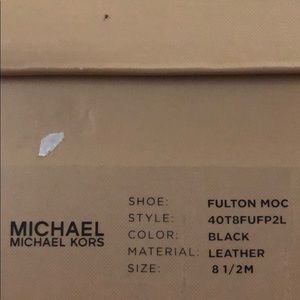 MICHAEL
MICHAEL KORS
SHOE: FULTON MOC
STYLE: 40T8FUFP2L
COLOR: BLACK
MATERIAL: LEATHER
SIZE: 8 1/2M